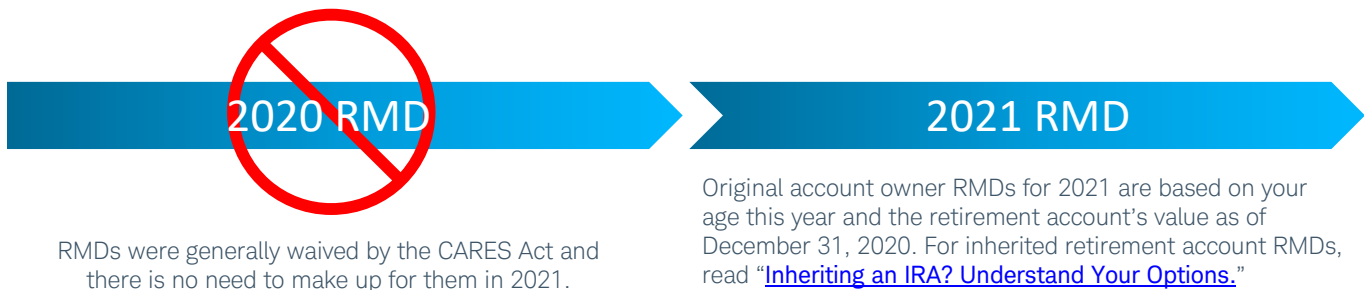 2020 RMD
RMDs were generally waived by the CARES Act and
there is no need to make up for them in 2021.
2021 RMD
Original account owner RMDs for 2021 are based on your
age this year and the retirement account's value as of
December 31, 2020. For inherited retirement account RMDs,
read “Inheriting an IRA? Understand Your Options.”